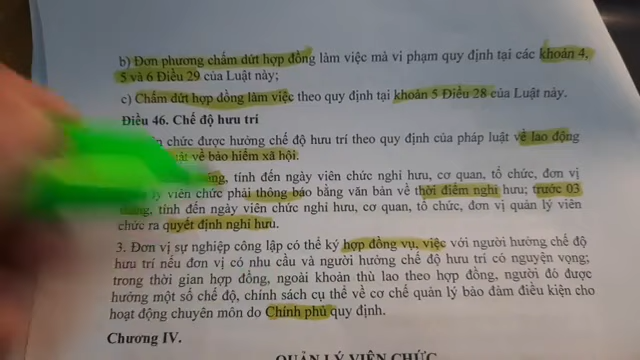 b) Đơn phương chấm dứt hợp đồng làm việc mà vi phạm quy định tại các khoản 4,
5 và 6 Điều 29 của Luật này;
c) Chấm dứt hợp đồng làm việc theo quy định tại khoản 5 Điều 28 của Luật này.
Điều 46. Chế độ hưu trí
chức được hưởng chế độ hưu trí theo quy định của pháp luật về lao động
về bảo hiểm xã hội.
tính đến ngày viên chức nghỉ hưu, cơ quan, tổ chức, đơn vị
lý viên chức phải thông báo bằng văn bản về thời điểm nghỉ hưu; trước 03
tháng, tính đến ngày viên chức nghỉ hưu, cơ quan, tổ chức, đơn vị quản lý viên
chức ra quyết định nghỉ hưu.
3. Đơn vị sự nghiệp công lập có thể ký hợp đồng vụ, việc với người hưởng chế độ
hưu trí nếu đơn vị có nhu cầu và người hưởng chế độ hưu trí có nguyện vọng;
trong thời gian hợp đồng, ngoài khoản thù lao theo hợp đồng, người đó được
hưởng một số chế độ, chính sách cụ thể về cơ chế quản lý bảo đảm điều kiện cho
hoạt động chuyên môn do Chính phủ quy định.
Chương IV.
QUẢN LÝ VIÊN CHỨC